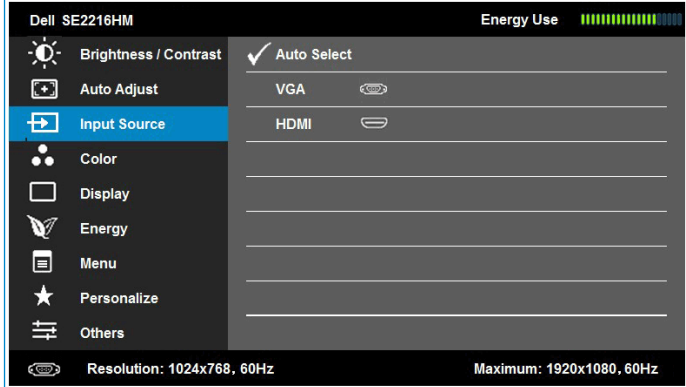 Dell SE2216HM Energy Use
Brightness / Contrast Auto Select
Auto Adjust VGA
Input Source HDMI
Color
Display
Energy
Menu
Personalize
Others
Resolution: 1024x768, 60Hz Maximum: 1920x1080, 60Hz